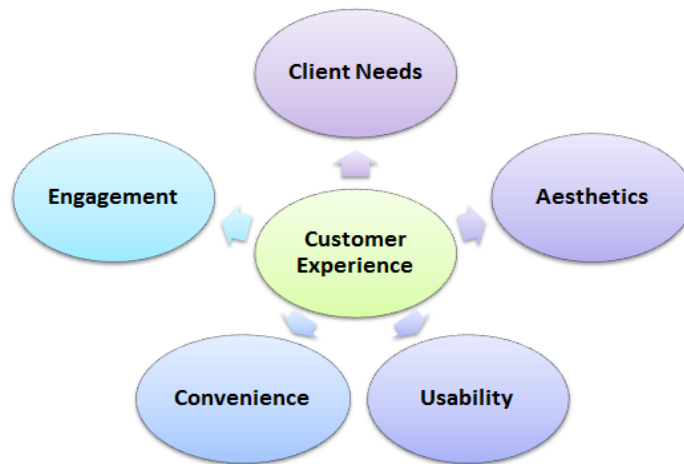 Client Needs
Engagement
Aesthetics
Customer
Experience
Convenience
Usability